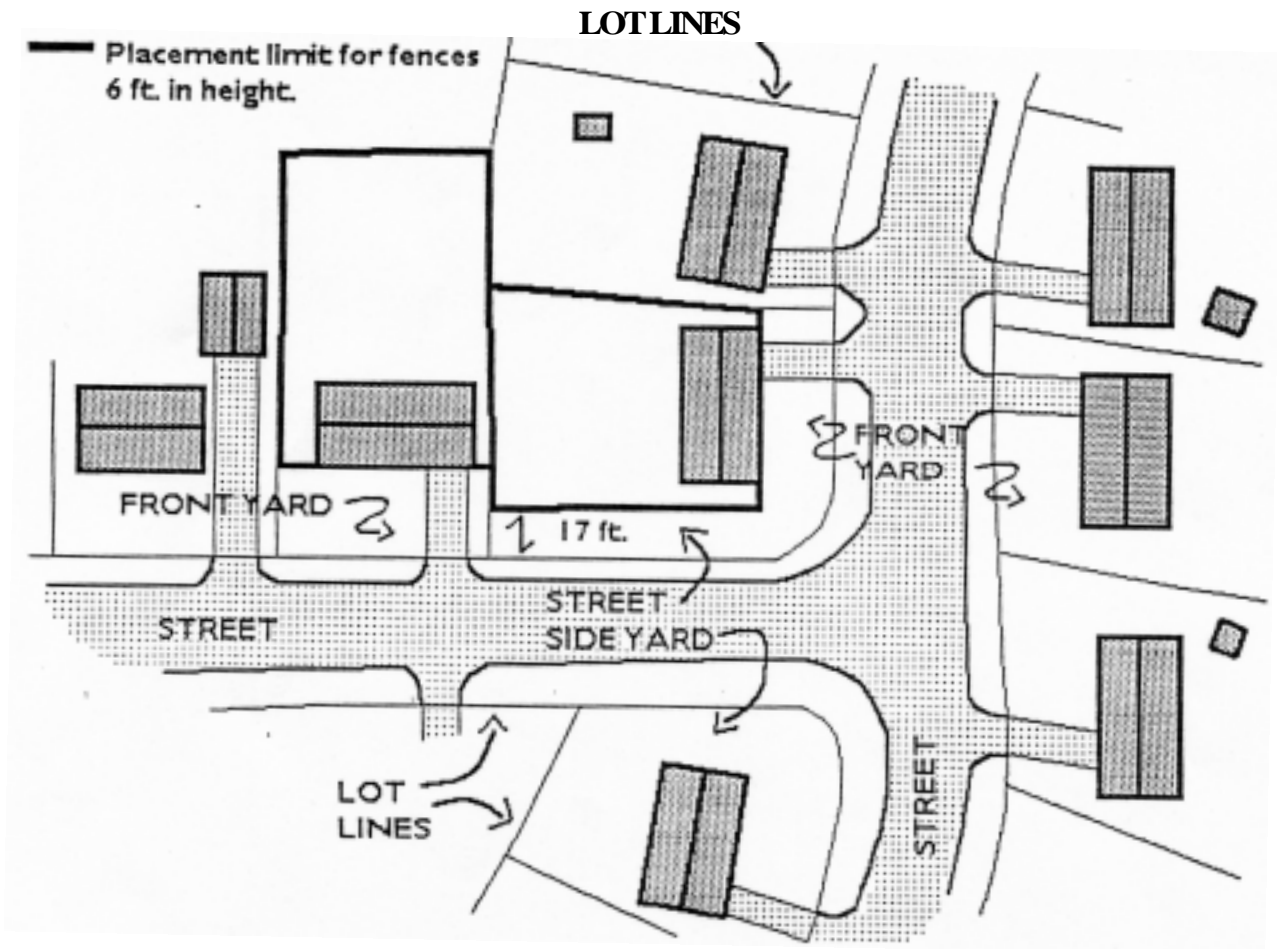 LOT LINES
Placement limit for fences
6 ft. in height.
FRONT
YARD
FRONT YARD
17 ft.
STREET
SIDE YARD
STREET
LOT
LINES
STREET